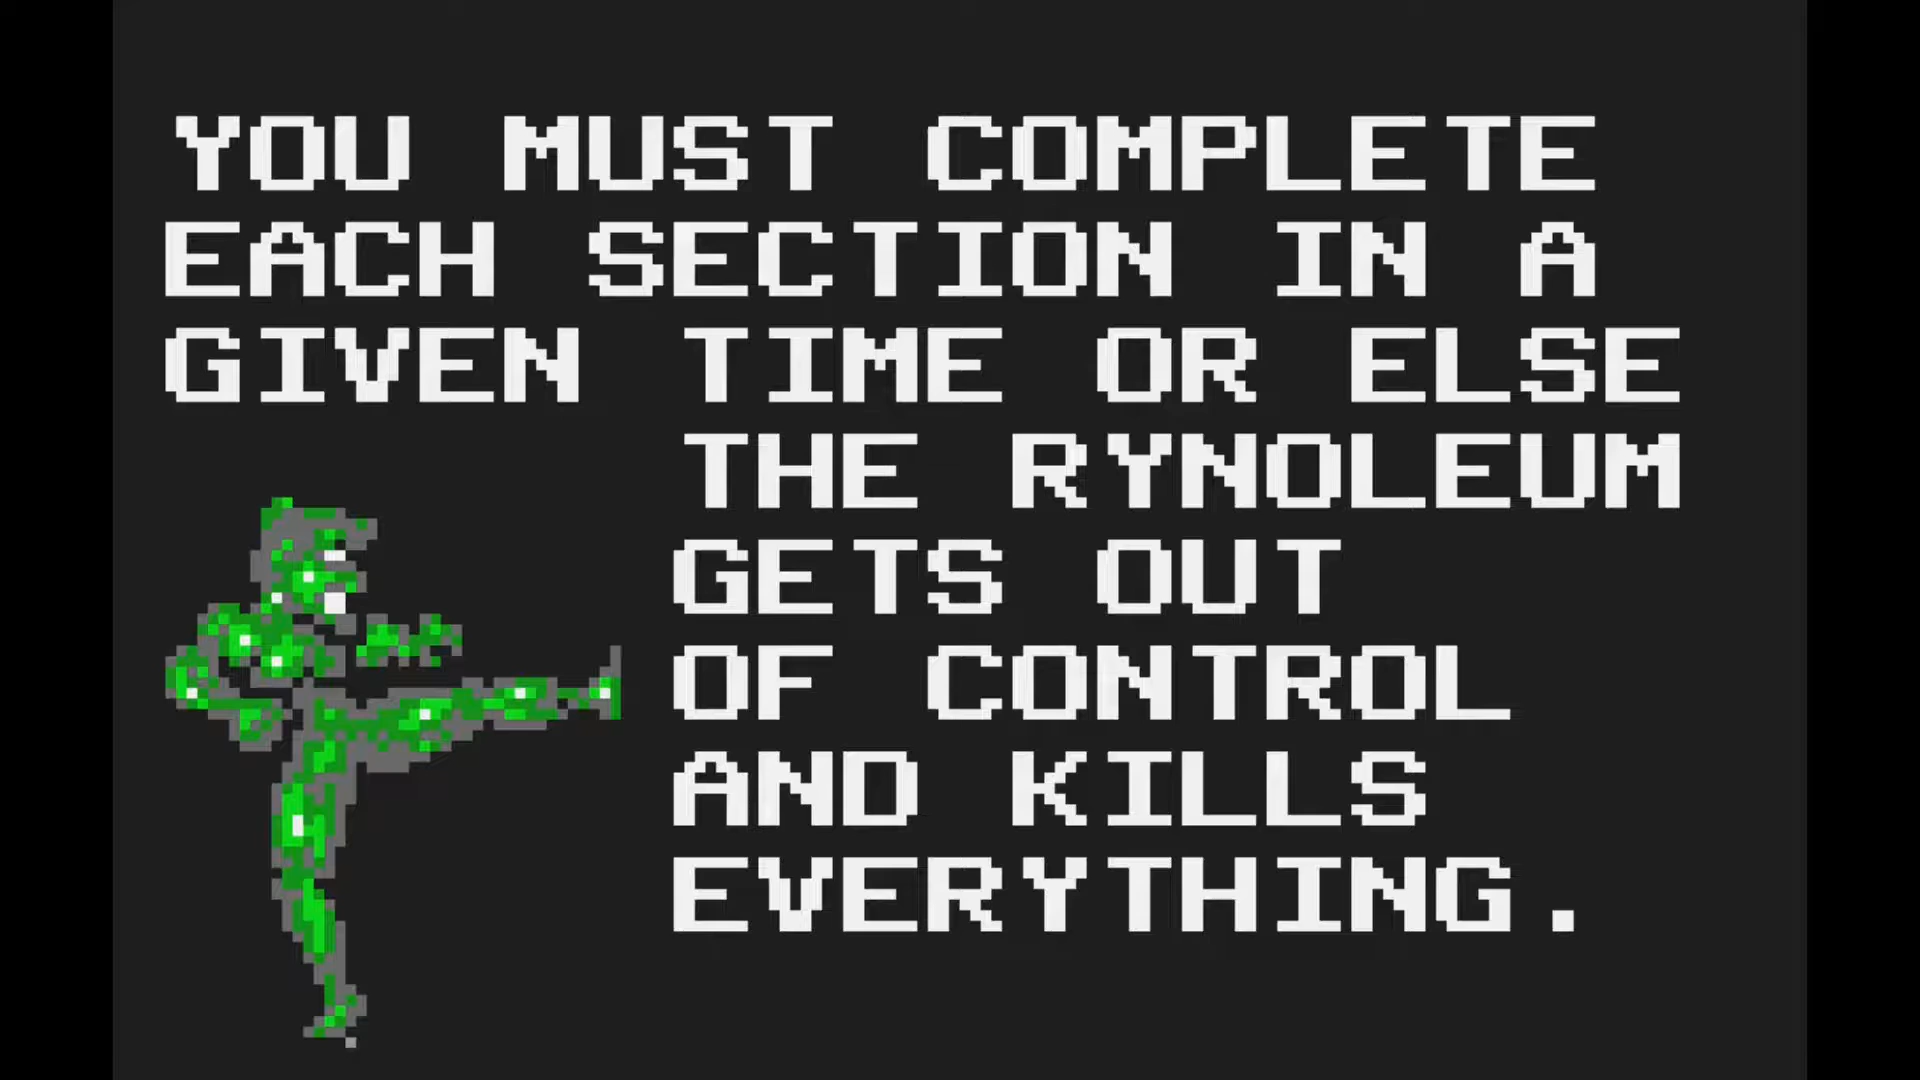 YOU MUST COMPLETE
EACH SECTION IN A
GIVEN TIME OR ELSE
THE RYNOLEUM
GETS OUT
OF CONTROL
AND KILLS
EVERYTHING.